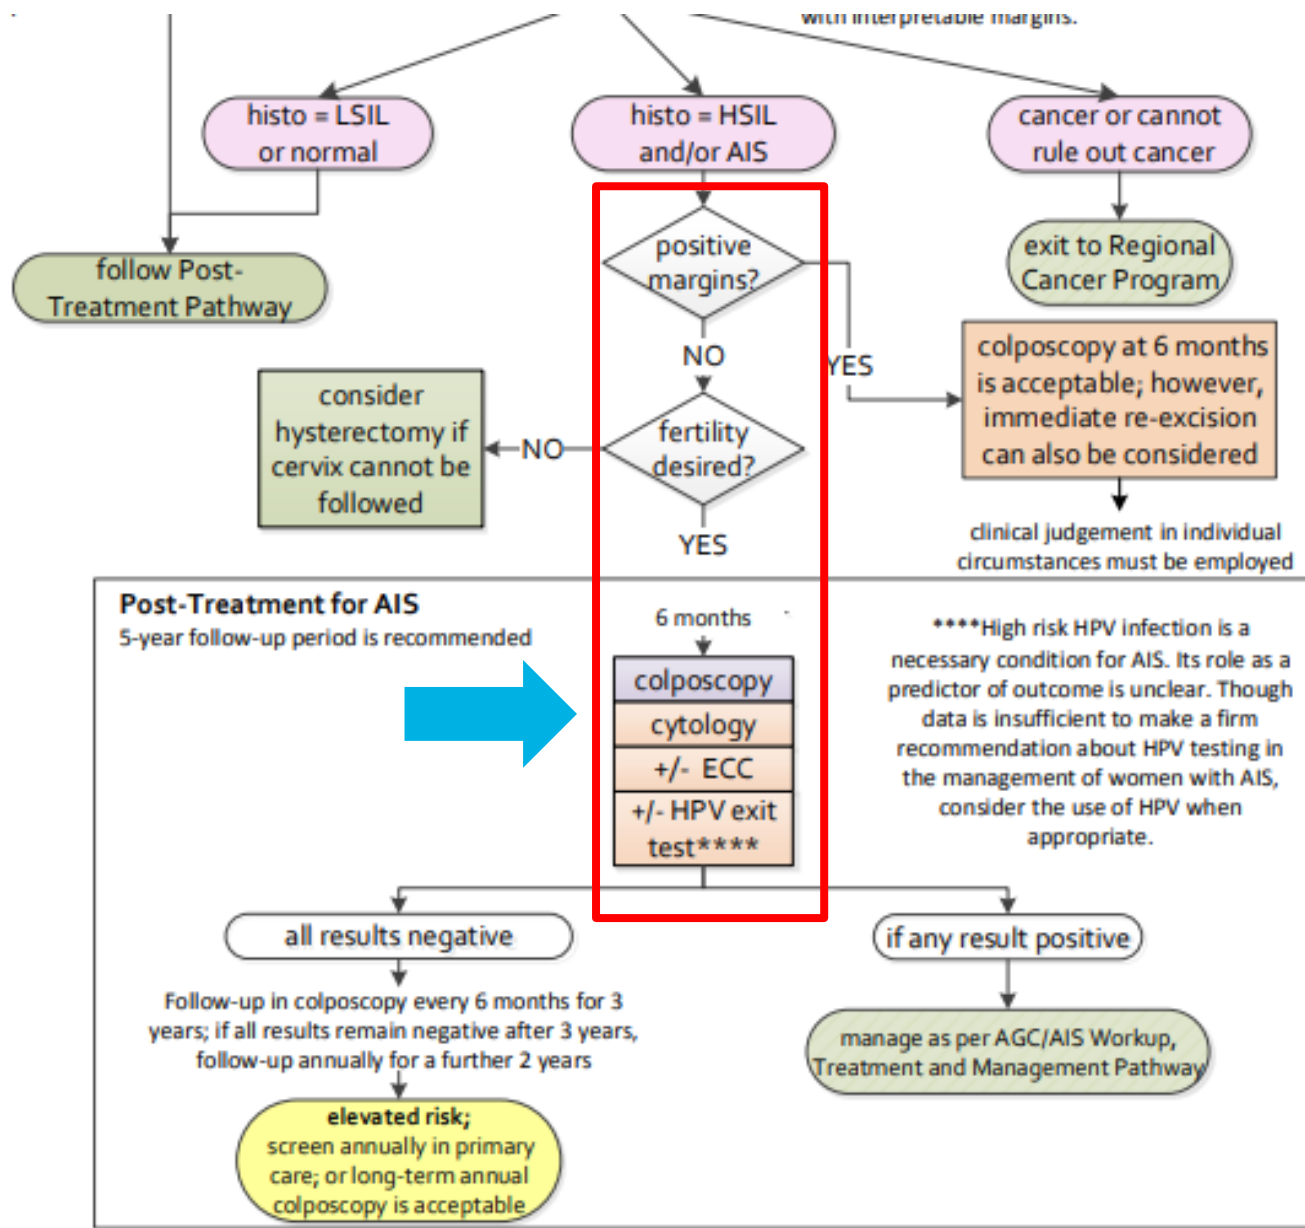 with interpretable margins.
histo = LSIL
or normal
histo = HSIL
and/or AIS
cancer or cannot
rule out cancer
follow Post-
Treatment Pathway
positive
margins?
exit to Regional
Cancer Program
NO
YES
colposcopy at 6 months
is acceptable; however,
immediate re-excision
can also be considered
consider
hysterectomy if
cervix cannot be
followed
NO
fertility
desired?
YES
clinical judgement in individual
circumstances must be employed
Post-Treatment for AIS
5-year follow-up period is recommended
6 months
colposcopy
cytology
+/- ECC
+/- HPV exit
test****
****High risk HPV infection is a
necessary condition for AIS. Its role as a
predictor of outcome is unclear. Though
data is insufficient to make a firm
recommendation about HPV testing in
the management of women with AIS,
consider the use of HPV when
appropriate.
all results negative
if any result positive
Follow-up in colposcopy every 6 months for 3
years; if all results remain negative after 3 years,
follow-up annually for a further 2 years
manage as per AGC/AIS Workup,
Treatment and Management Pathway
elevated risk;
screen annually in primary
care; or long-term annual
colposcopy is acceptable